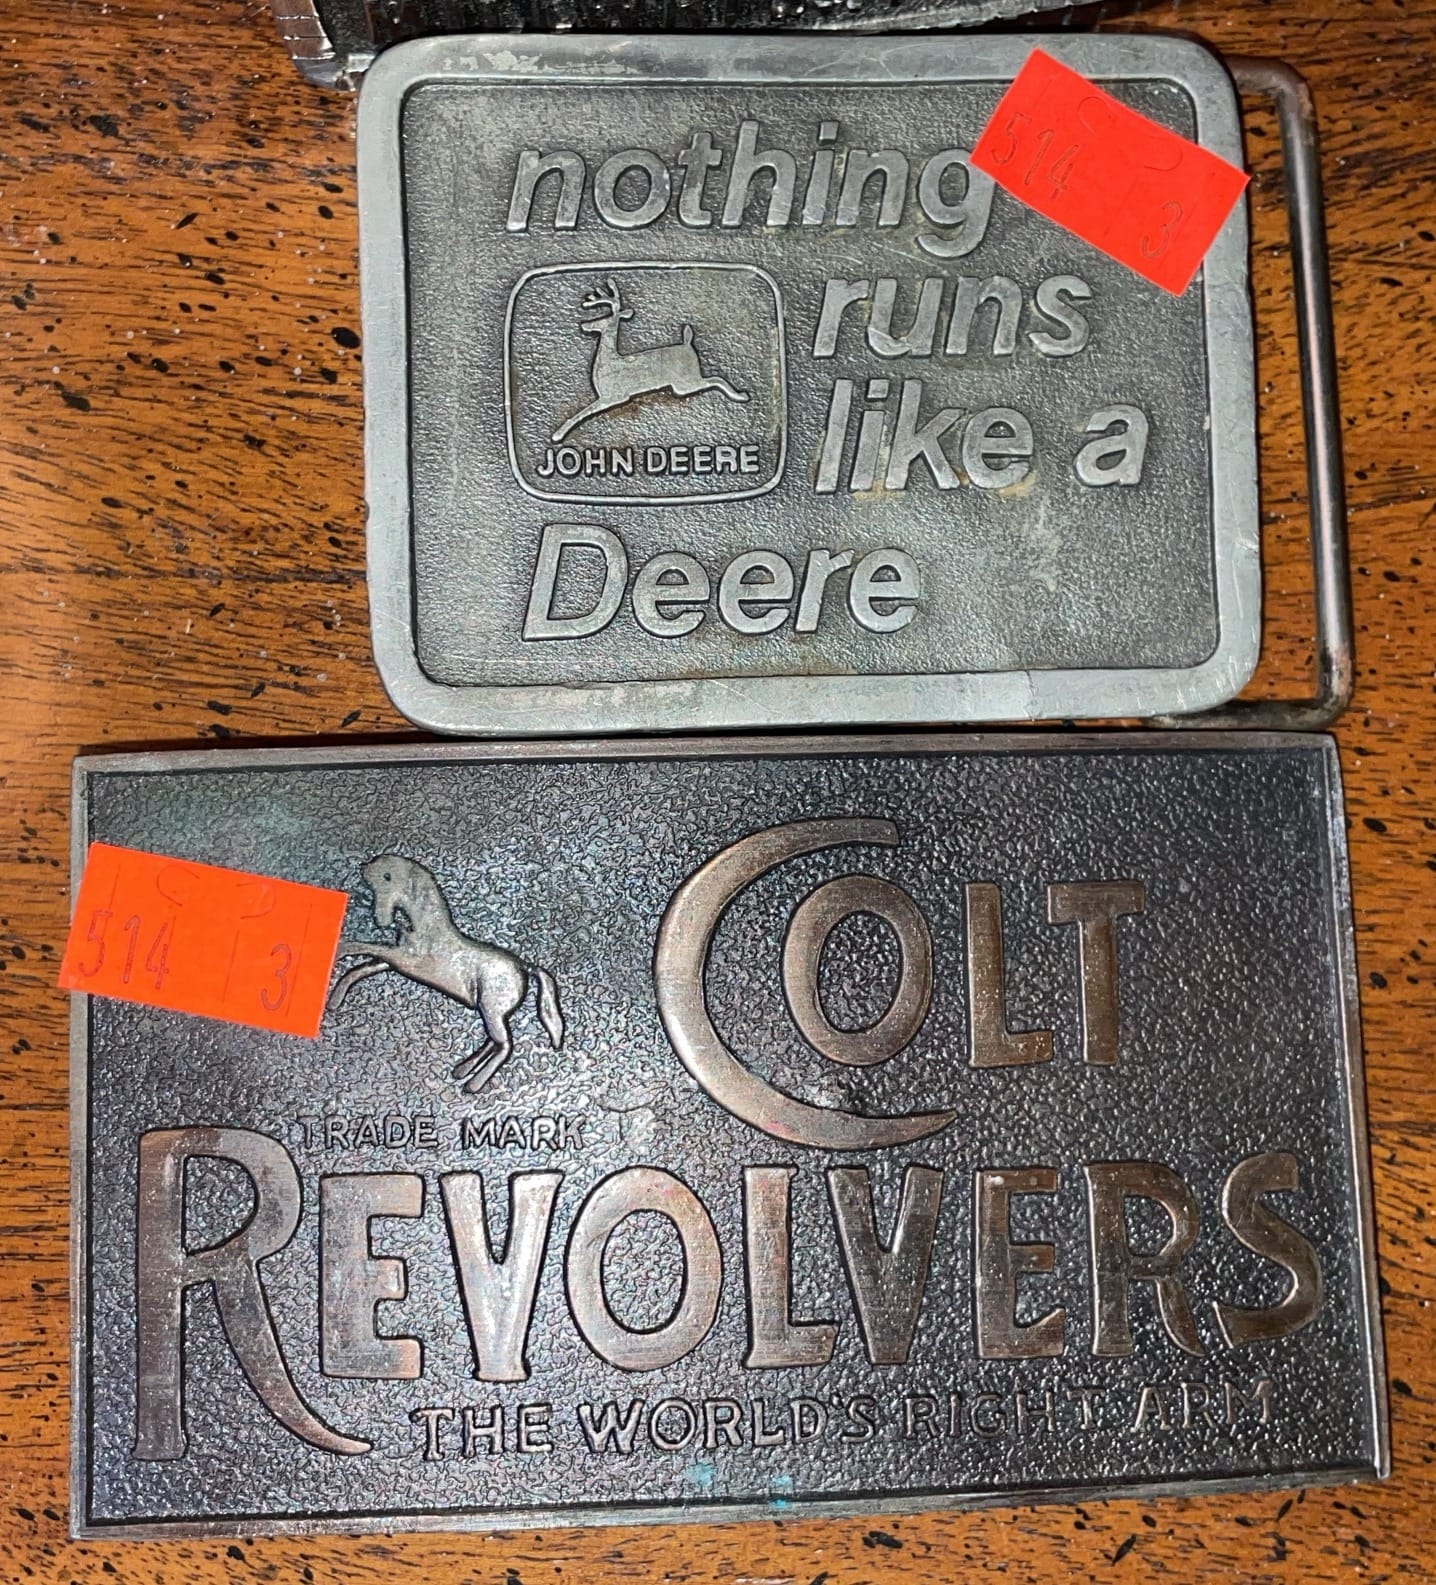 nothing
514 3
runs
JOHN DEERE
like a
Deere
514 3
COLT
TRADE MARK
REVOLVERS
THE WORLD'S RIGHT ARM